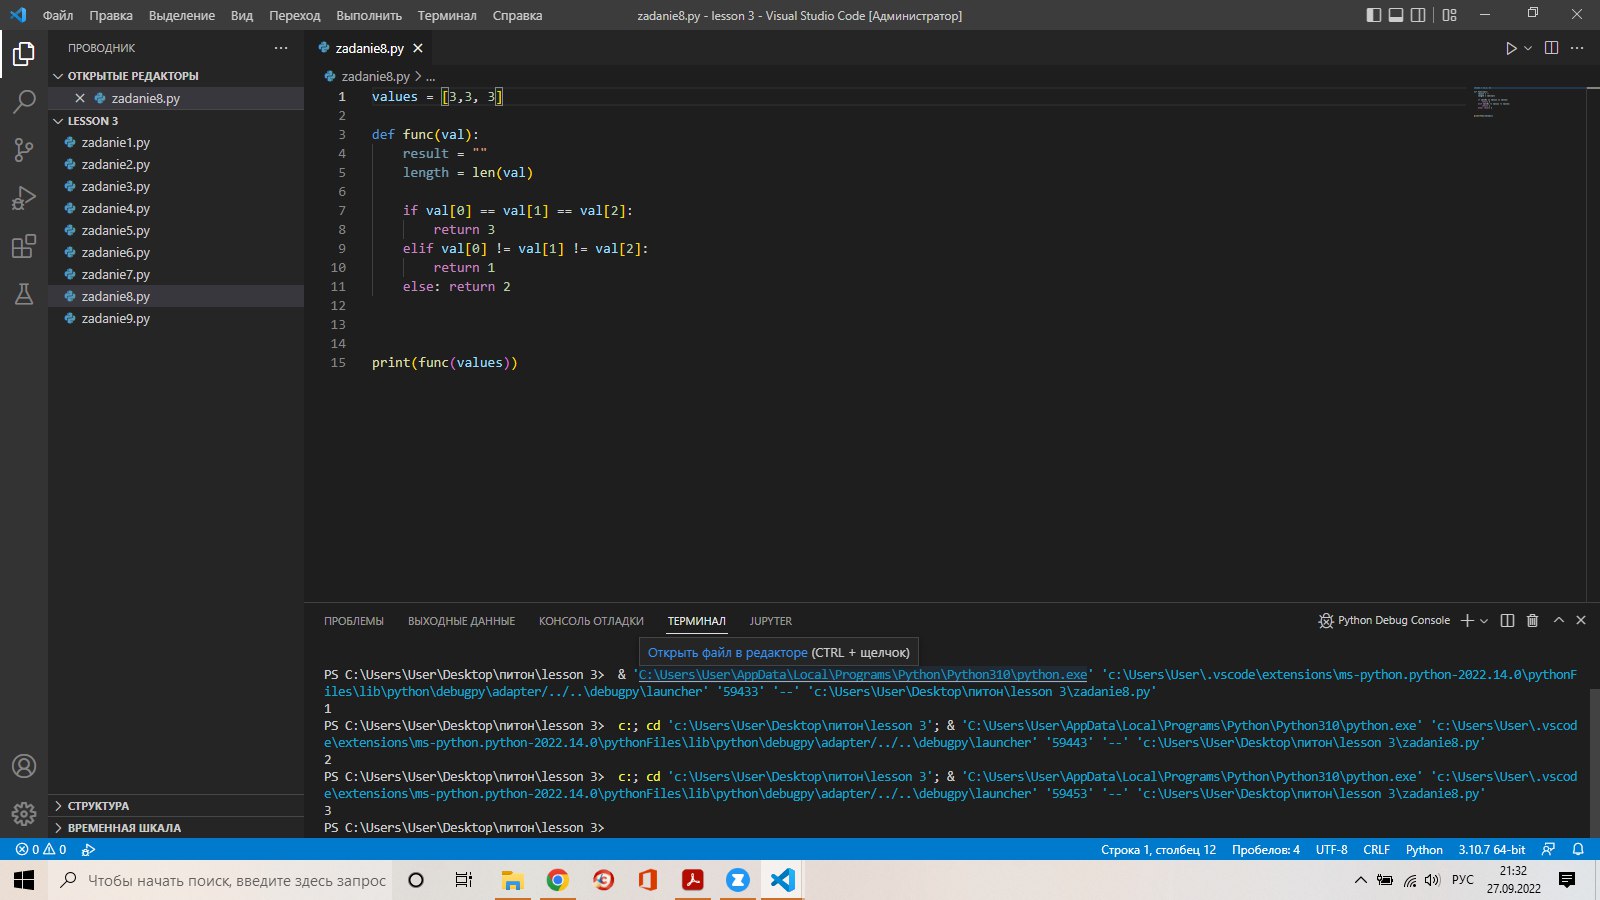 Файл Правка Выделение Вид Переход Выполнить Терминал Справка
zadanie8.py - lesson 3 - Visual Studio Code [Администратор]
ПРОВОДНИК
ОТКРЫТЫЕ РЕДАКТОРЫ
zadanie8.py
LESSON 3
zadanie1.py
zadanie2.py
zadanie3.py
zadanie4.py
zadanie5.py
zadanie6.py
zadanie7.py
zadanie8.py
zadanie9.py
СТРУКТУРА
ВРЕМЕННАЯ ШКАЛА
zadanie8.py
zadanie8.py > ...
1 values = [3,3, 3]
2
3 def func(val):
4 result = ""
5 length = len(val)
6
7 if val[0] == val[1] == val[2]:
8 return 3
9 elif val[0] != val[1] != val[2]:
10 return 1
11 else: return 2
12
13
14
15 print(func(values))
ПРОБЛЕМЫ ВЫХОДНЫЕ ДАННЫЕ КОНСОЛЬ ОТЛАДКИ ТЕРМИНАЛ JUPYTER
Python Debug Console
Открыть файл в редакторе (CTRL + щелчок)
PS C:\Users\User\Desktop\питон\lesson 3> & 'C:\Users\User\AppData\Local\Programs\Python\Python310\python.exe' 'c:\Users\User\.vscode\extensions\ms-python.python-2022.14.0\pythonF
iles\lib\python\debugpy\adapter/../..\debugpy\launcher' '59433' '--' 'c:\Users\User\Desktop\питон\lesson 3\zadanie8.py'
1
PS C:\Users\User\Desktop\питон\lesson 3> c:; cd 'c:\Users\User\Desktop\питон\lesson 3'; & 'C:\Users\User\AppData\Local\Programs\Python\Python310\python.exe' 'c:\Users\User\.vscod
e\extensions\ms-python.python-2022.14.0\pythonFiles\lib\python\debugpy\adapter/../..\debugpy\launcher' '59443' '--' 'c:\Users\User\Desktop\питон\lesson 3\zadanie8.py'
2
PS C:\Users\User\Desktop\питон\lesson 3> c:; cd 'c:\Users\User\Desktop\питон\lesson 3'; & 'C:\Users\User\AppData\Local\Programs\Python\Python310\python.exe' 'c:\Users\User\.vscod
e\extensions\ms-python.python-2022.14.0\pythonFiles\lib\python\debugpy\adapter/../..\debugpy\launcher' '59453' '--' 'c:\Users\User\Desktop\питон\lesson 3\zadanie8.py'
3
PS C:\Users\User\Desktop\питон\lesson 3>
0 0
Строка 1, столбец 12 Пробелов: 4 UTF-8 CRLF Python 3.10.7 64-bit
Чтобы начать поиск, введите здесь запрос
РУС
21:32
27.09.2022